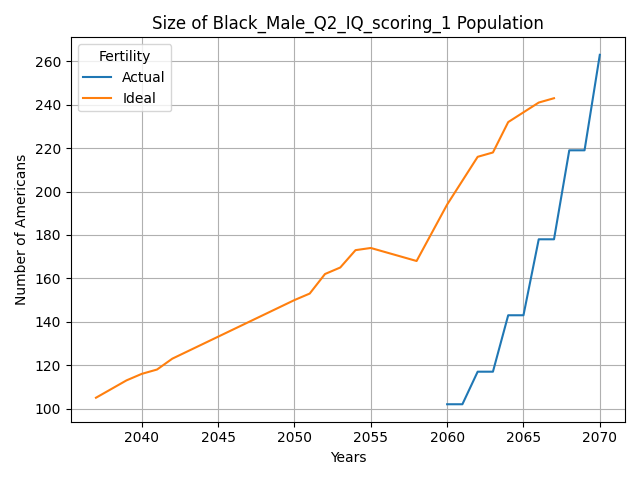 Size of Black_Male_Q2_IQ_scoring_1 Population
Fertility
Actual
Ideal
Number of Americans
260
240
220
200
180
160
140
120
100
2040 2045 2050 2055 2060 2065 2070
Years